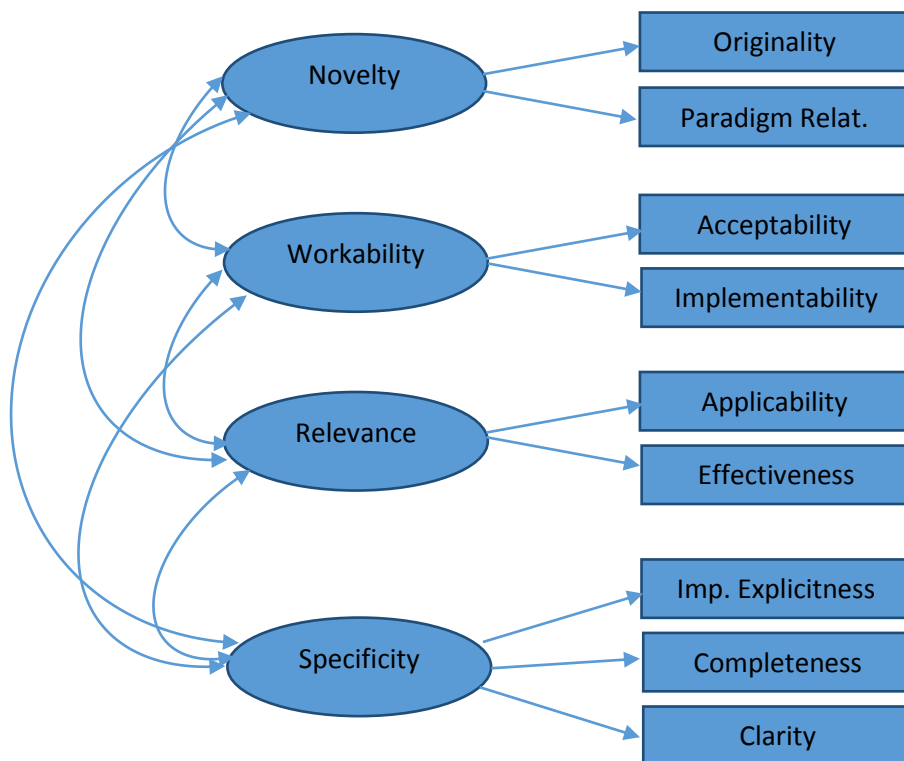 Novelty
Originality
Paradigm Relat.
Workability
Acceptability
Implementability
Relevance
Applicability
Effectiveness
Specificity
Imp. Explicitness
Completeness
Clarity